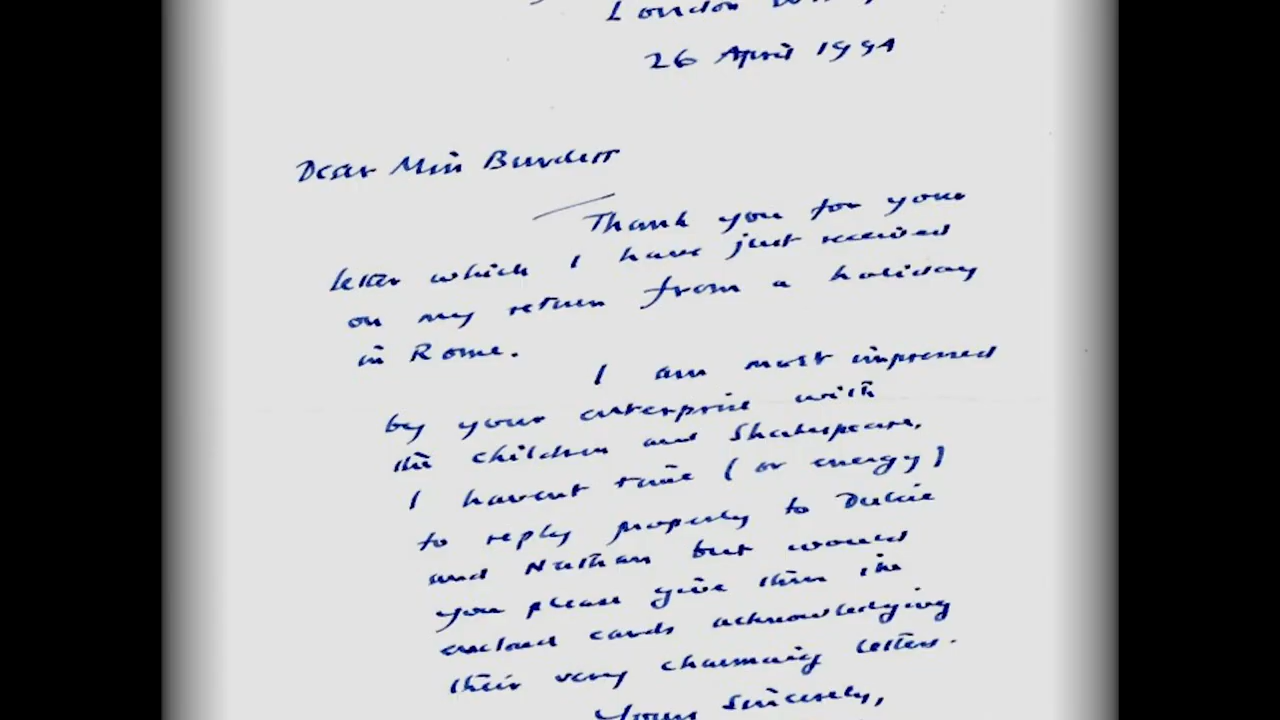 London
26 April 1994
Dear Miss Burdett
Thank you for your
letter which I have just received
on my return from a holiday
in Rome.
I am most impressed
by your enterprise with
the children and Shakespeare.
I havent time (or energy)
to reply properly to Dulcie
and Nathan but would
you please give them the
enclosed cards acknowledging
their very charming letters.
Yours Sincerely,